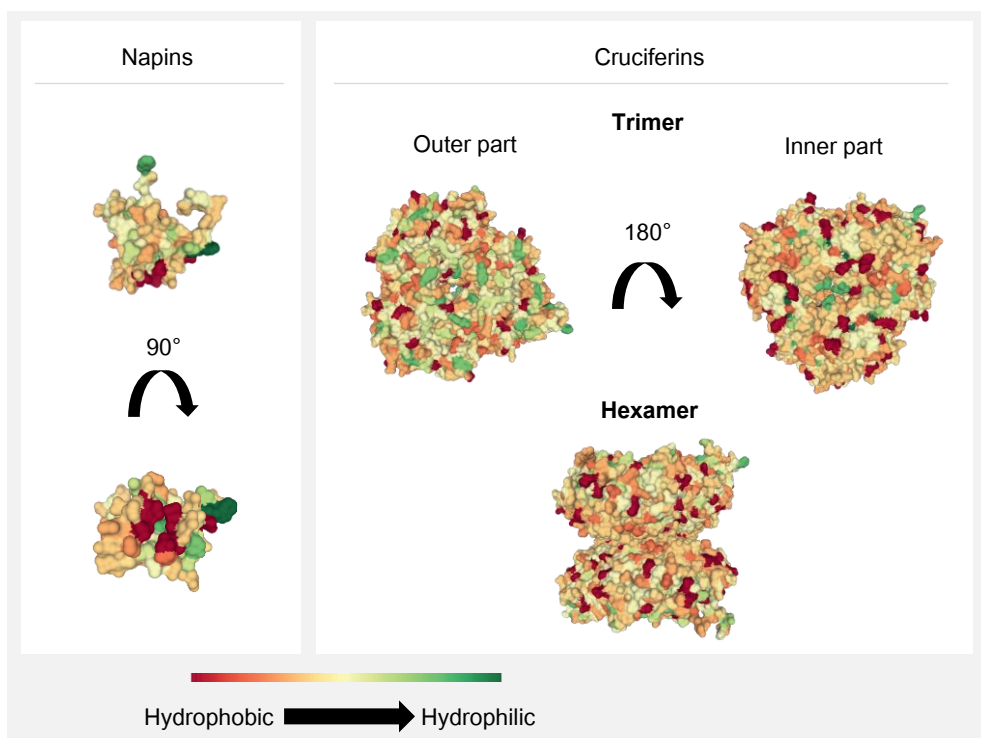 Napins
90°
Cruciferins
Trimer
Outer part
Inner part
180°
Hexamer
Hydrophobic
Hydrophilic